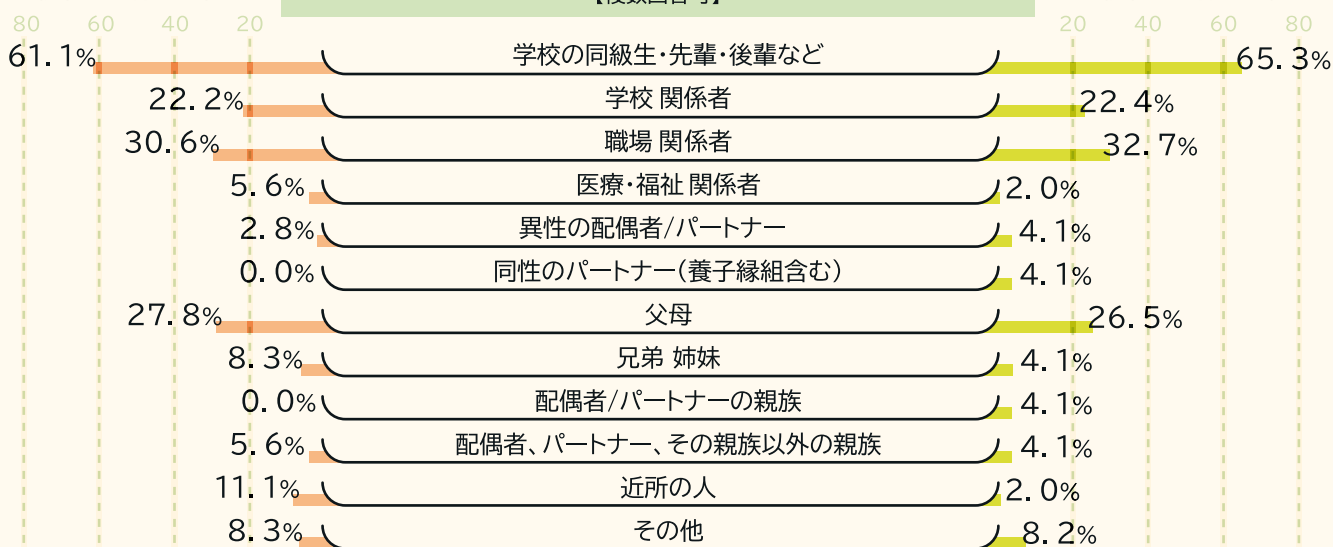 80 60 40 20 20 40 60 80
61.1% 学校の同級生・先輩・後輩など 65.3%
22.2% 学校 関係者 22.4%
30.6% 職場 関係者 32.7%
5.6% 医療・福祉 関係者 2.0%
2.8% 異性の配偶者/パートナー 4.1%
0.0% 同性のパートナー(養子縁組含む) 4.1%
27.8% 父母 26.5%
8.3% 兄弟 姉妹 4.1%
0.0% 配偶者/パートナーの親族 4.1%
5.6% 配偶者、パートナー、その親族以外の親族 4.1%
11.1% 近所の人 2.0%
8.3% その他 8.2%